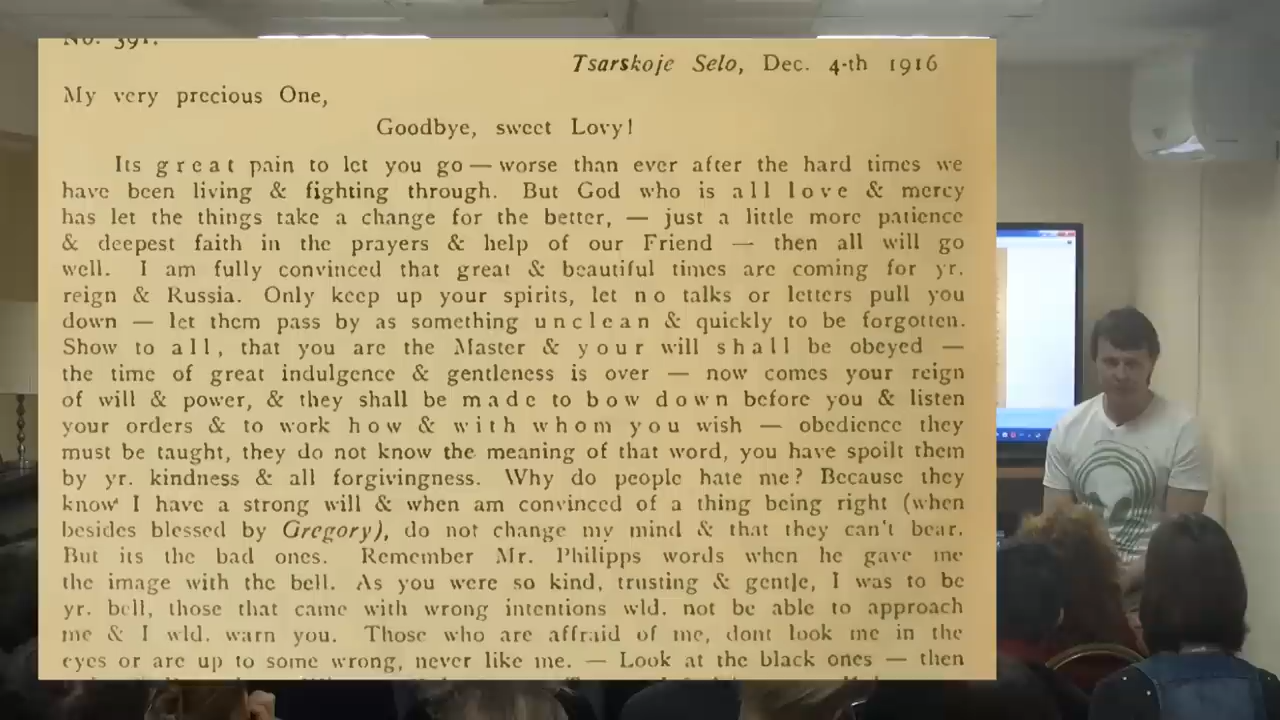 No. 391.
Tsarskoje Selo, Dec. 4-th 1916
My very precious One,
Goodbye, sweet Lovy!
Its great pain to let you go — worse than ever after the hard times we
have been living & fighting through. But God who is all love & mercy
has let the things take a change for the better, — just a little more patience
& deepest faith in the prayers & help of our Friend — then all will go
well. I am fully convinced that great & beautiful times are coming for yr.
reign & Russia. Only keep up your spirits, let no talks or letters pull you
down — let them pass by as something unclean & quickly to be forgotten.
Show to all, that you are the Master & your will shall be obeyed —
the time of great indulgence & gentleness is over — now comes your reign
of will & power, & they shall be made to bow down before you & listen
your orders & to work how & with whom you wish — obedience they
must be taught, they do not know the meaning of that word, you have spoilt them
by yr. kindness & all forgivingness. Why do people hate me? Because they
know I have a strong will & when am convinced of a thing being right (when
besides blessed by Gregory), do not change my mind & that they can't bear.
But its the bad ones. Remember Mr. Philipps words when he gave me
the image with the bell. As you were so kind, trusting & gentle, I was to be
yr. bell, those that came with wrong intentions wld. not be able to approach
me & I wld. warn you. Those who are affraid of me, dont look me in the
eyes or are up to some wrong, never like me. — Look at the black ones — then